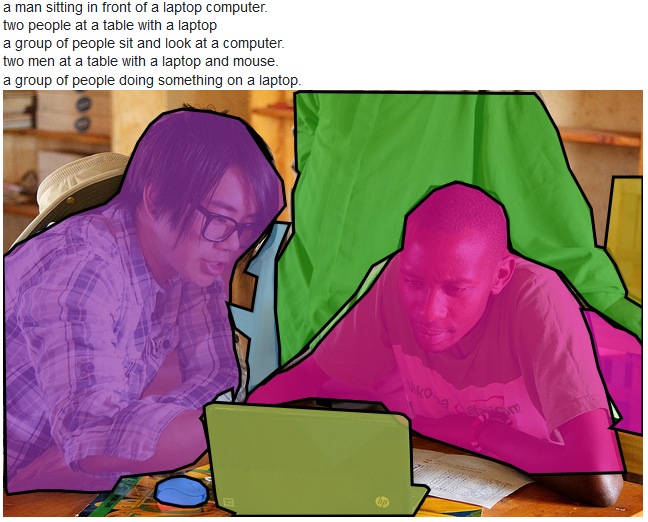 a man sitting in front of a laptop computer.
two people at a table with a laptop
a group of people sit and look at a computer.
two men at a table with a laptop and mouse.
a group of people doing something on a laptop.
hp